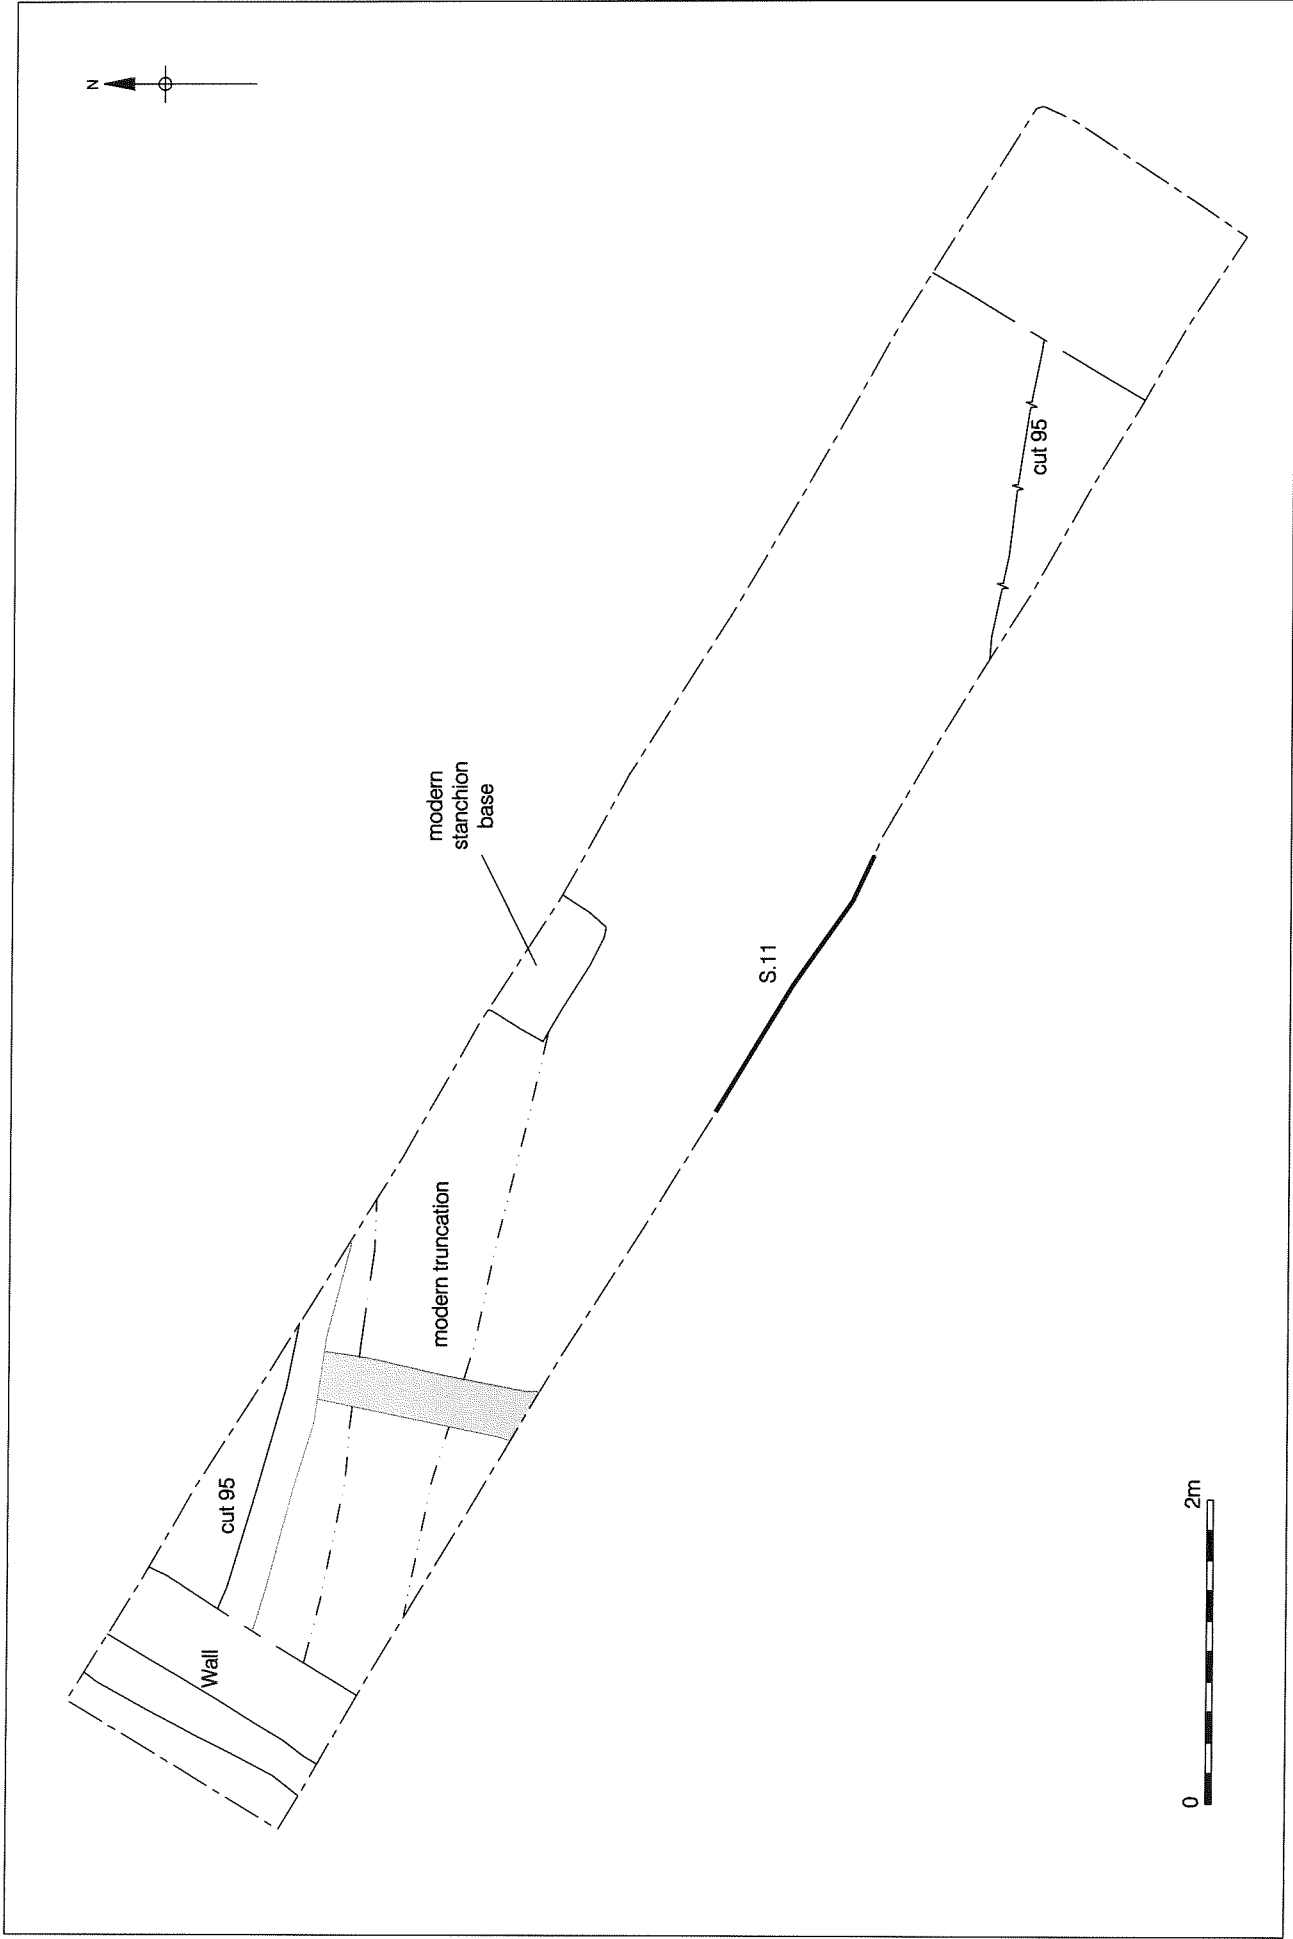 N
modern
stanchion
base
cut 95
S.11
modern truncation
cut 95
Wall
0
2m